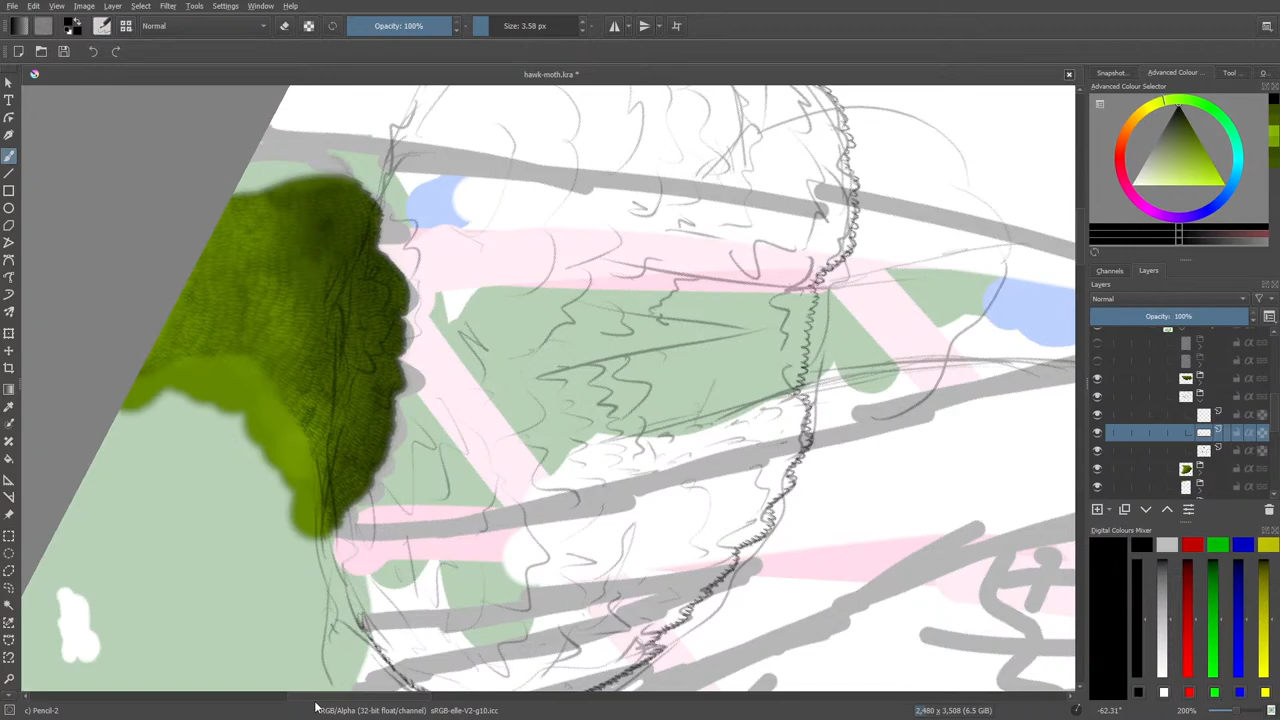 File Edit View Image Layer Select Filter Tools Settings Window Help
Normal Opacity: 100% Size: 3.58 px
hawk-moth.kra *
Snapshot... Advanced Colour ... Tool ... O...
Advanced Colour Selector
Channels Layers
Layers
Normal
Opacity: 100%
Digital Colours Mixer
c) Pencil-2 RGB/Alpha (32-bit float/channel) sRGB-elle-V2-g10.icc 2,480 x 3,508 (6.5 GiB) -62.31° 200%